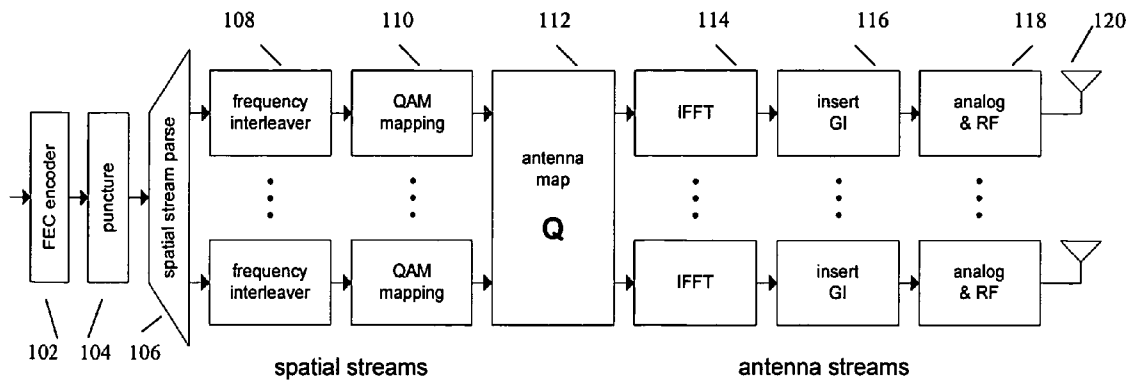 108
110
112
114
116
118
120
FEC encoder
puncture
spatial stream parse
frequency
interleaver
QAM
mapping
antenna
map
Q
IFFT
insert
GI
analog
& RF
frequency
interleaver
QAM
mapping
IFFT
insert
GI
analog
& RF
102
104
106
spatial streams
antenna streams